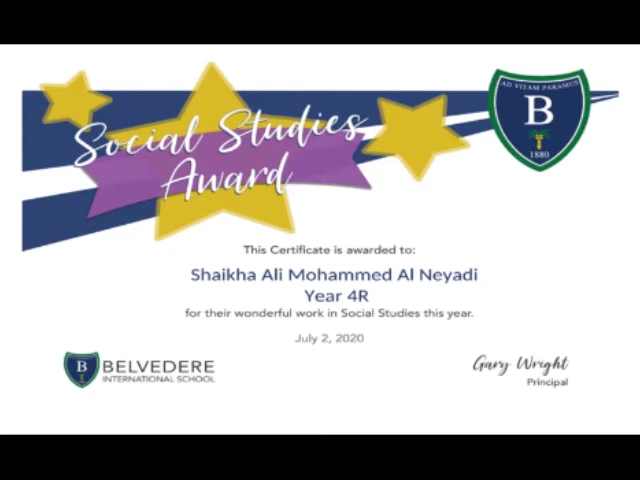 Social Studies
Award
AD VITAM PARAMUS
B
1880
This Certificate is awarded to:
Shaikha Ali Mohammed Al Neyadi
Year 4R
for their wonderful work in Social Studies this year.
July 2, 2020
B
BELVEDERE
INTERNATIONAL SCHOOL
Gary Wright
Principal